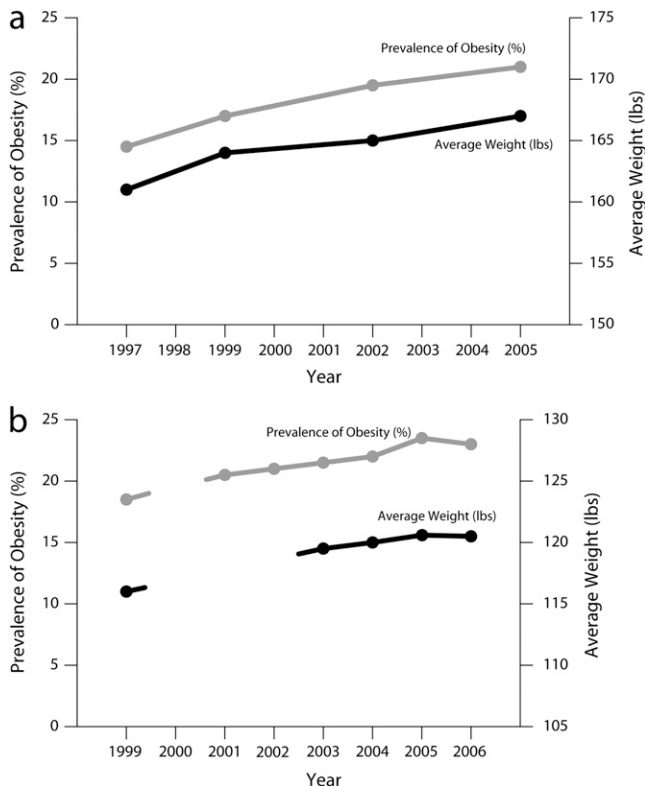 a
Prevalence of Obesity (%)
25
20
15
10
5
0
Prevalence of Obesity (%)
Average Weight (lbs)
175
170
165
160
155
150
Average Weight (lbs)
1997 1998 1999 2000 2001 2002 2003 2004 2005
Year
b
Prevalence of Obesity (%)
25
20
15
10
5
0
Prevalence of Obesity (%)
Average Weight (lbs)
130
125
120
115
110
105
Average Weight (lbs)
1999 2000 2001 2002 2003 2004 2005 2006
Year